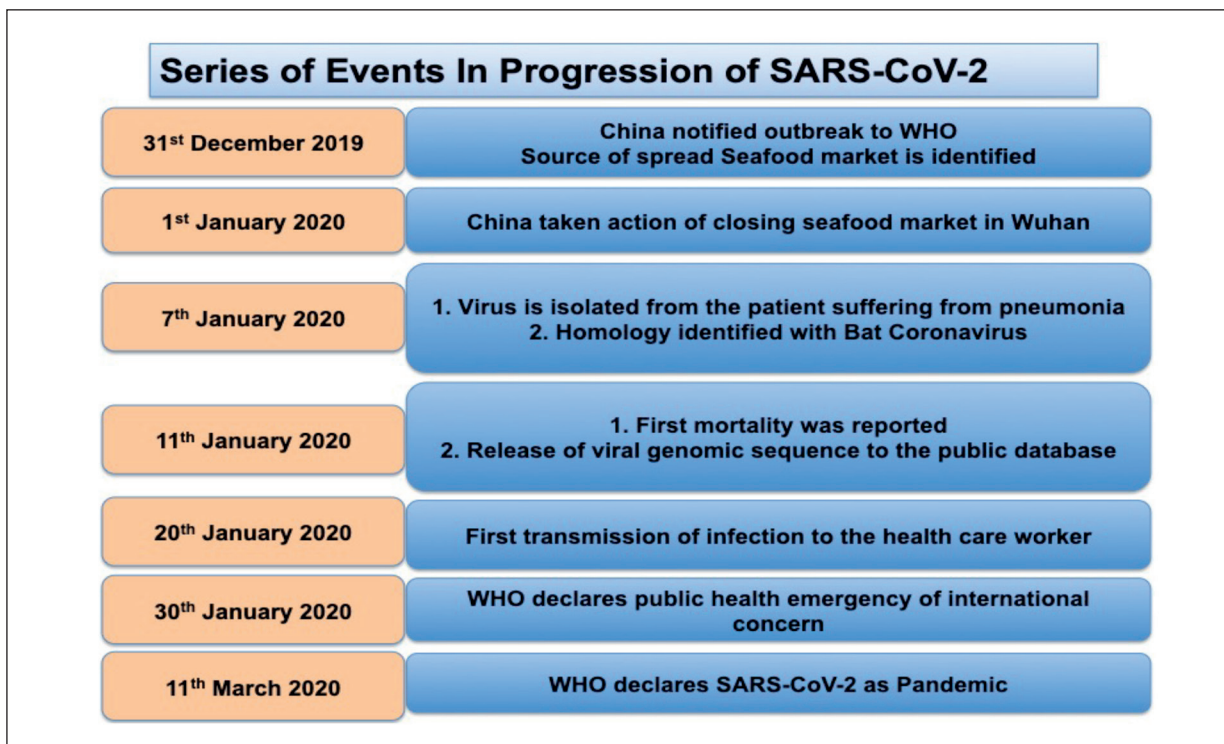 Series of Events In Progression of SARS-CoV-2
31st December 2019
China notified outbreak to WHO
Source of spread Seafood market is identified
1st January 2020
China taken action of closing seafood market in Wuhan
7th January 2020
1. Virus is isolated from the patient suffering from pneumonia
2. Homology identified with Bat Coronavirus
11th January 2020
1. First mortality was reported
2. Release of viral genomic sequence to the public database
20th January 2020
First transmission of infection to the health care worker
30th January 2020
WHO declares public health emergency of international
concern
11th March 2020
WHO declares SARS-CoV-2 as Pandemic